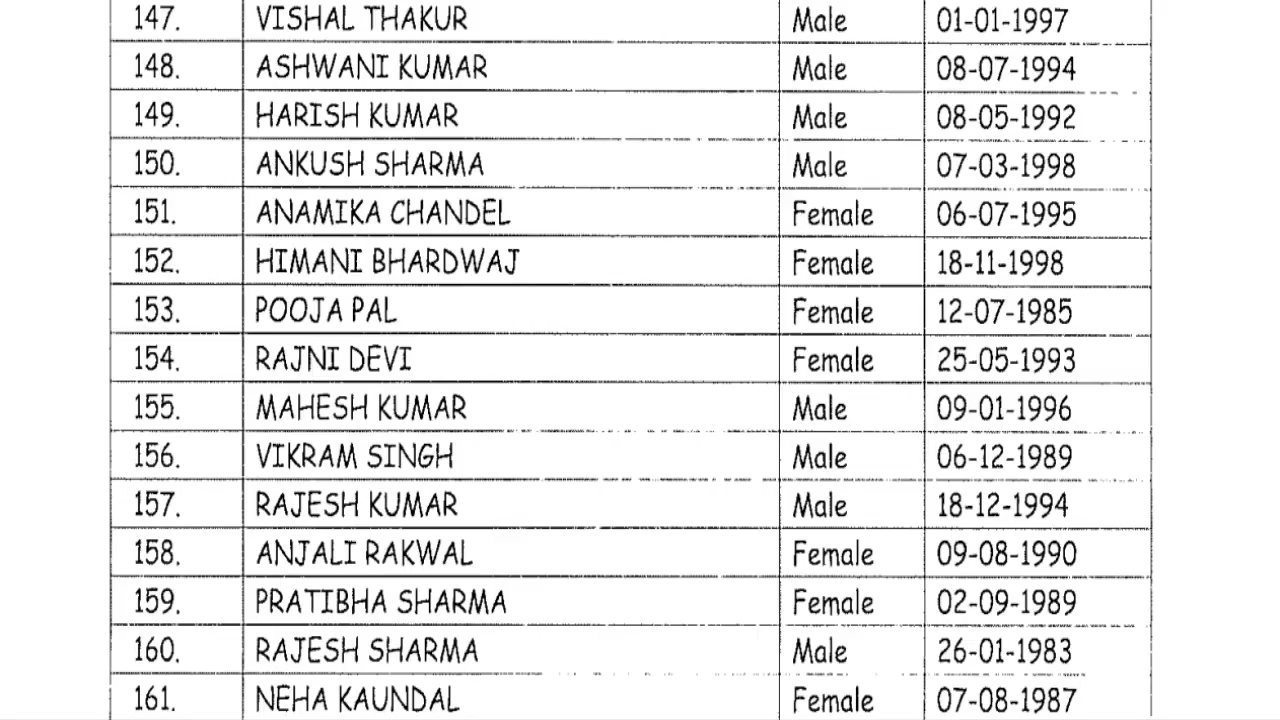 147. VISHAL THAKUR Male 01-01-1997
148. ASHWANI KUMAR Male 08-07-1994
149. HARISH KUMAR Male 08-05-1992
150. ANKUSH SHARMA Male 07-03-1998
151. ANAMIKA CHANDEL Female 06-07-1995
152. HIMANI BHARDWAJ Female 18-11-1998
153. POOJA PAL Female 12-07-1985
154. RAJNI DEVI Female 25-05-1993
155. MAHESH KUMAR Male 09-01-1996
156. VIKRAM SINGH Male 06-12-1989
157. RAJESH KUMAR Male 18-12-1994
158. ANJALI RAKWAL Female 09-08-1990
159. PRATIBHA SHARMA Female 02-09-1989
160. RAJESH SHARMA Male 26-01-1983
161. NEHA KAUNDAL Female 07-08-1987